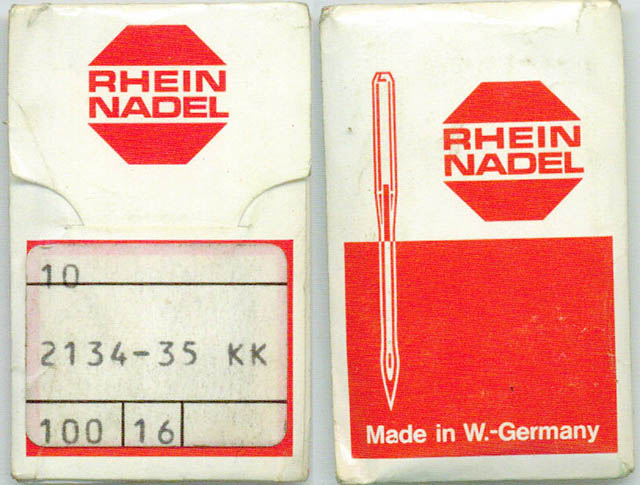 RHEIN
NADEL
10
2134-35 KK
100 16
RHEIN
NADEL
Made in W.-Germany